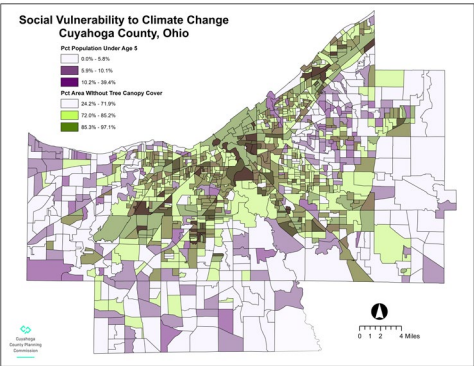 Social Vulnerability to Climate Change
Cuyahoga County, Ohio
Pct Population Under Age 5
0.0% - 5.8%
5.9% - 10.1%
10.2% - 39.4%
Pct Area Without Tree Canopy Cover
24.2% - 71.9%
72.0% - 85.2%
85.3% - 97.1%
0 1 2 4 Miles
Cuyahoga
County Planning
Commission